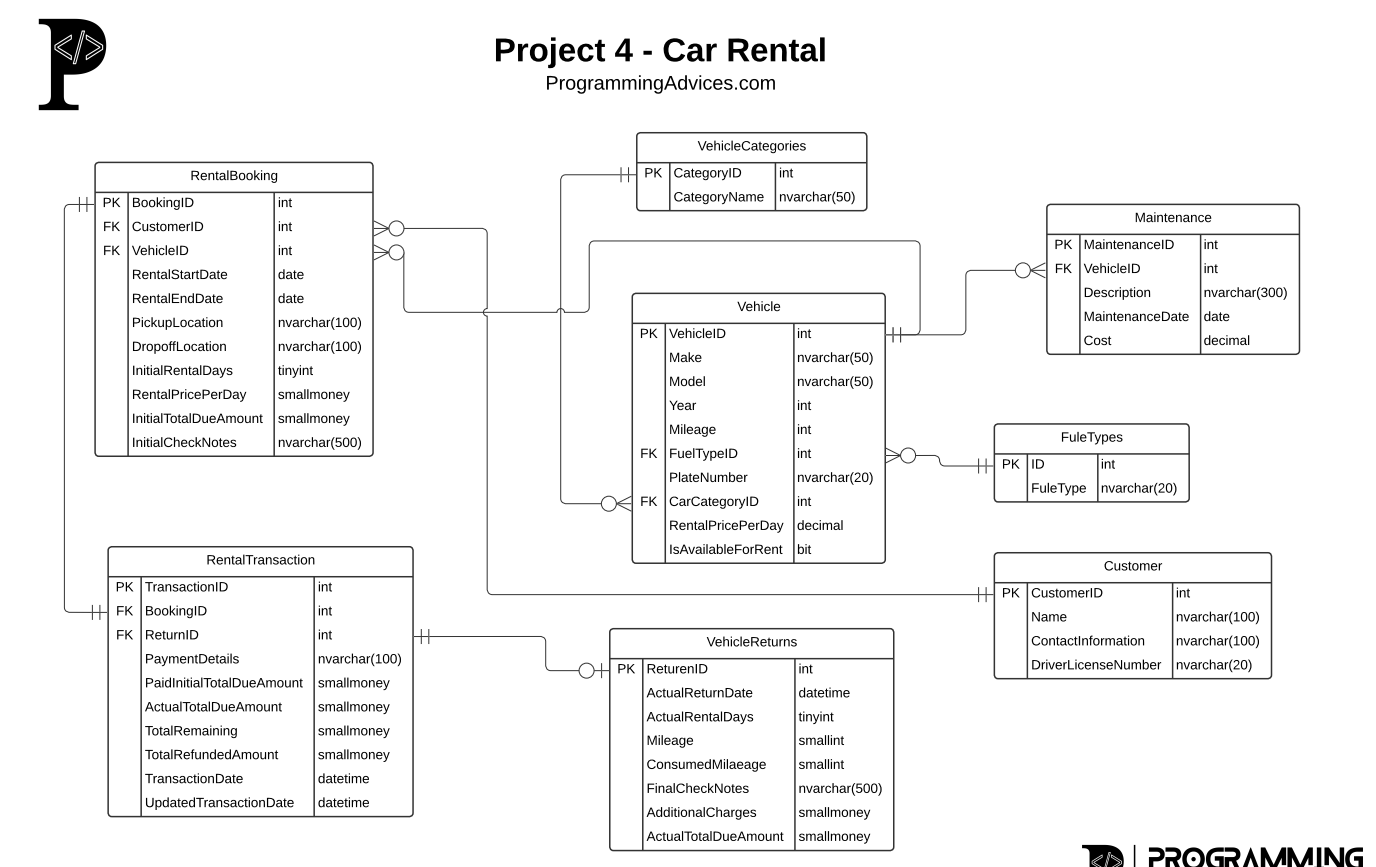 Project 4 - Car Rental
ProgrammingAdvices.com
VehicleCategories
PK CategoryID int
CategoryName nvarchar(50)
RentalBooking
PK BookingID int
FK CustomerID int
FK VehicleID int
RentalStartDate date
RentalEndDate date
PickupLocation nvarchar(100)
DropoffLocation nvarchar(100)
InitialRentalDays tinyint
RentalPricePerDay smallmoney
InitialTotalDueAmount smallmoney
InitialCheckNotes nvarchar(500)
Maintenance
PK MaintenanceID int
FK VehicleID int
Description nvarchar(300)
MaintenanceDate date
Cost decimal
Vehicle
PK VehicleID int
Make nvarchar(50)
Model nvarchar(50)
Year int
Mileage int
FK FuelTypeID int
PlateNumber nvarchar(20)
FK CarCategoryID int
RentalPricePerDay decimal
IsAvailableForRent bit
FuleTypes
PK ID int
FuleType nvarchar(20)
RentalTransaction
PK TransactionID int
FK BookingID int
FK ReturnID int
PaymentDetails nvarchar(100)
PaidInitialTotalDueAmount smallmoney
ActualTotalDueAmount smallmoney
TotalRemaining smallmoney
TotalRefundedAmount smallmoney
TransactionDate datetime
UpdatedTransactionDate datetime
Customer
PK CustomerID int
Name nvarchar(100)
ContactInformation nvarchar(100)
DriverLicenseNumber nvarchar(20)
VehicleReturns
PK ReturenID int
ActualReturnDate datetime
ActualRentalDays tinyint
Mileage smallint
ConsumedMilaeage smallint
FinalCheckNotes nvarchar(500)
AdditionalCharges smallmoney
ActualTotalDueAmount smallmoney
PROGRAMMING